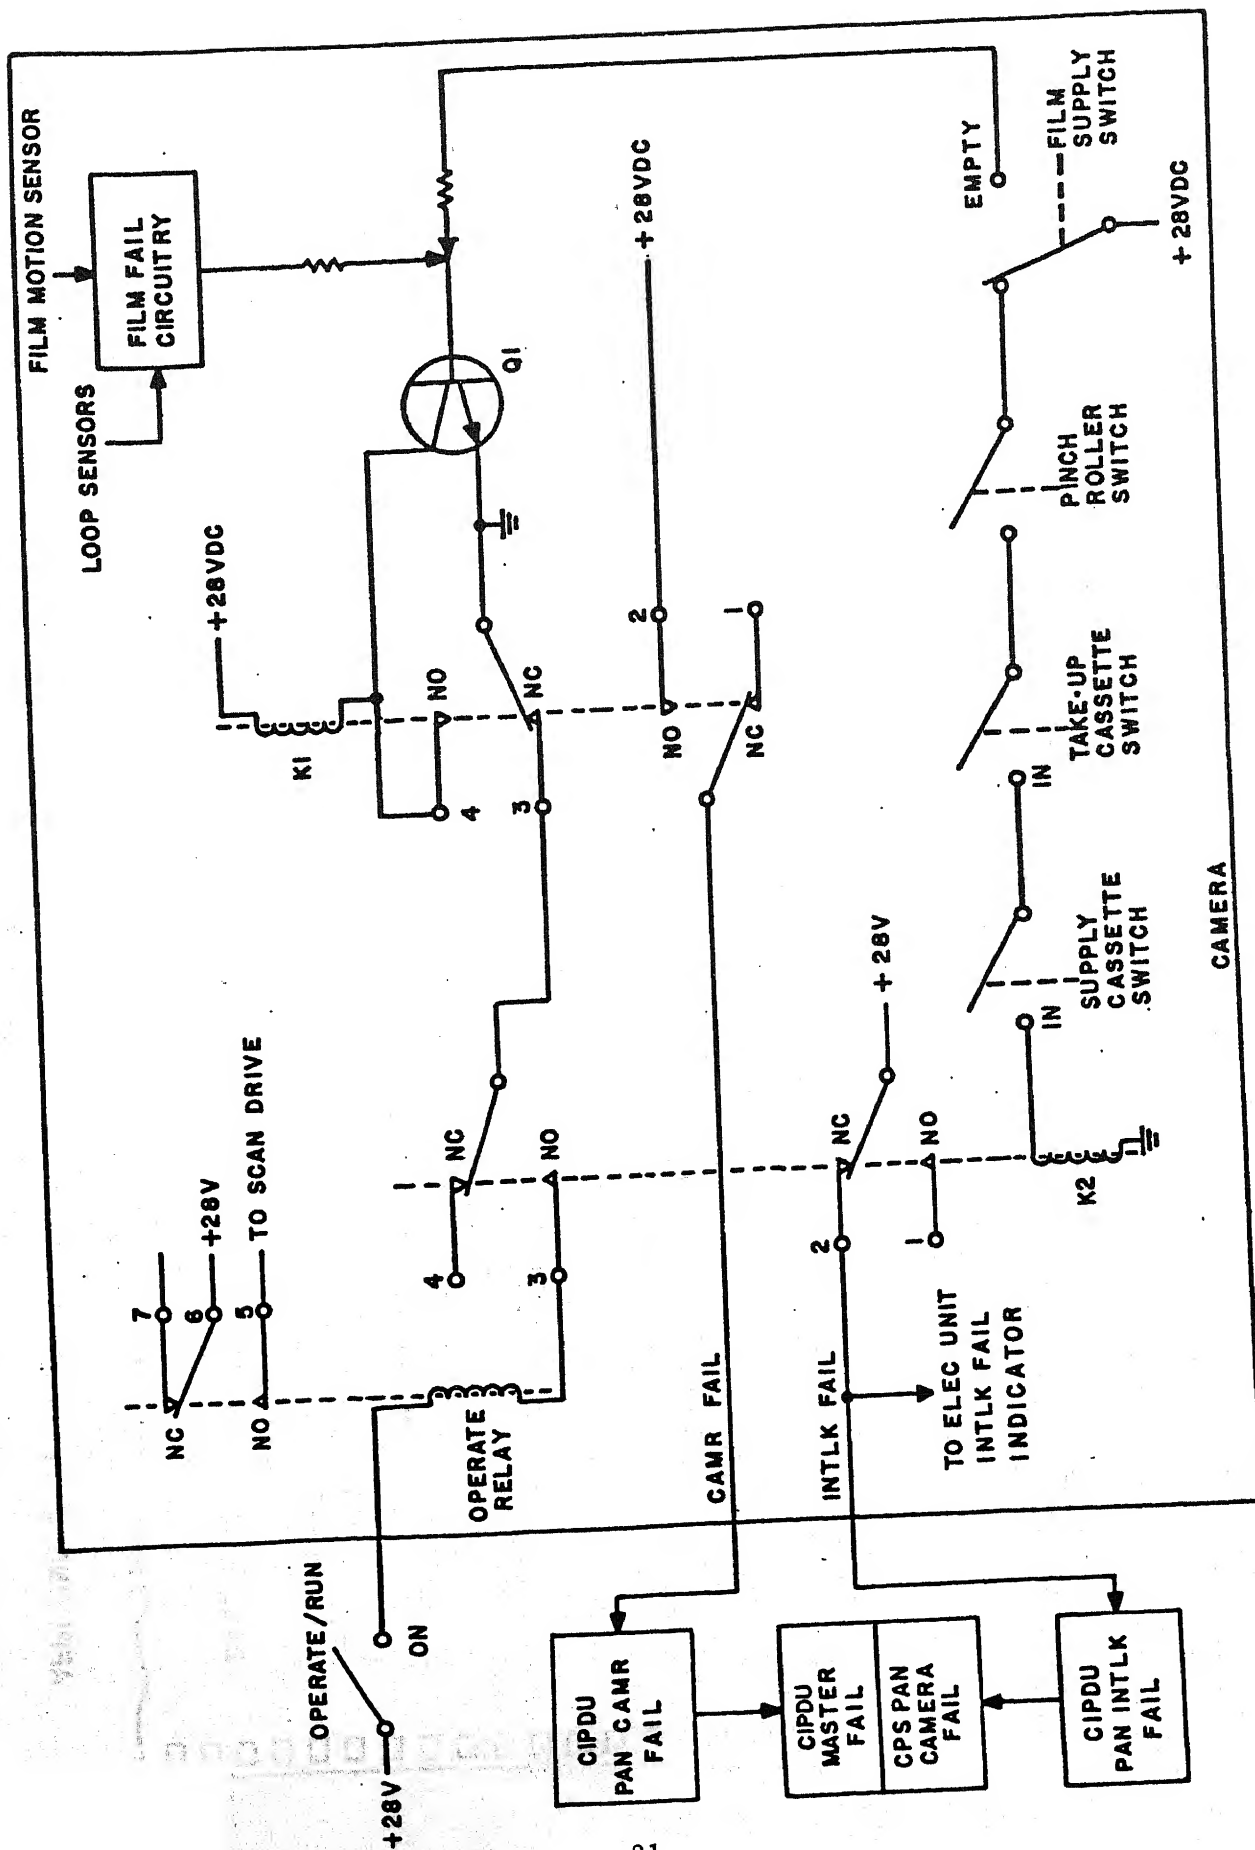 FILM MOTION SENSOR
LOOP SENSORS
FILM FAIL
CIRCUITRY
+28VDC
K1
Q1
NO
4
NC
3
EMPTY
FILM
SUPPLY
SWITCH
+28VDC
2
+28VDC
NO
1
NC
PINCH
ROLLER
SWITCH
TAKE-UP
CASSETTE
SWITCH
IN
SUPPLY
CASSETTE
SWITCH
IN
K2
CAMERA
7
6
+28V
5
TO SCAN DRIVE
NC
NO
OPERATE
RELAY
NC
4
NO
3
NC
+28V
2
NO
1
CAMR FAIL
INTLK FAIL
TO ELEC UNIT
INTLK FAIL
INDICATOR
OPERATE/RUN
ON
+28V
CIPDU
PAN CAMR
FAIL
CIPDU
MASTER
FAIL
CPS PAN
CAMERA
FAIL
CIPDU
PAN INTLK
FAIL